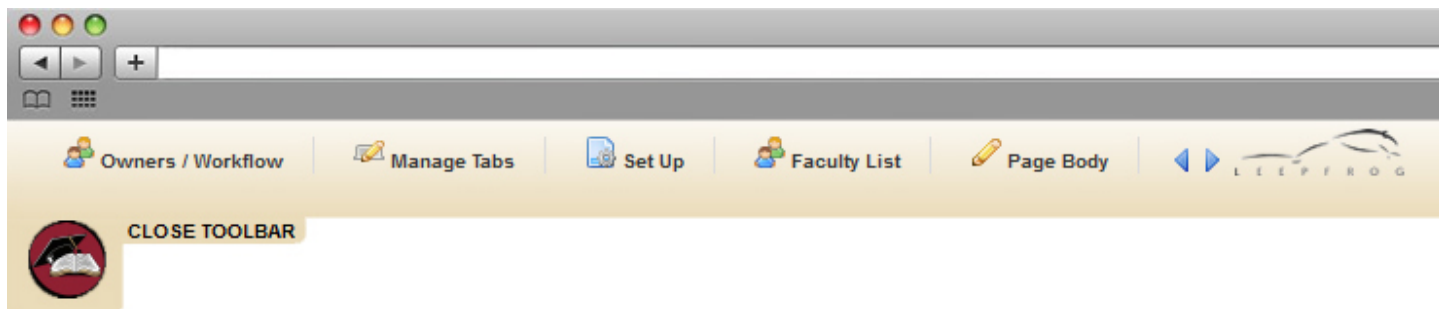 Owners / Workflow Manage Tabs Set Up Faculty List Page Body LEEPFROG
CLOSE TOOLBAR